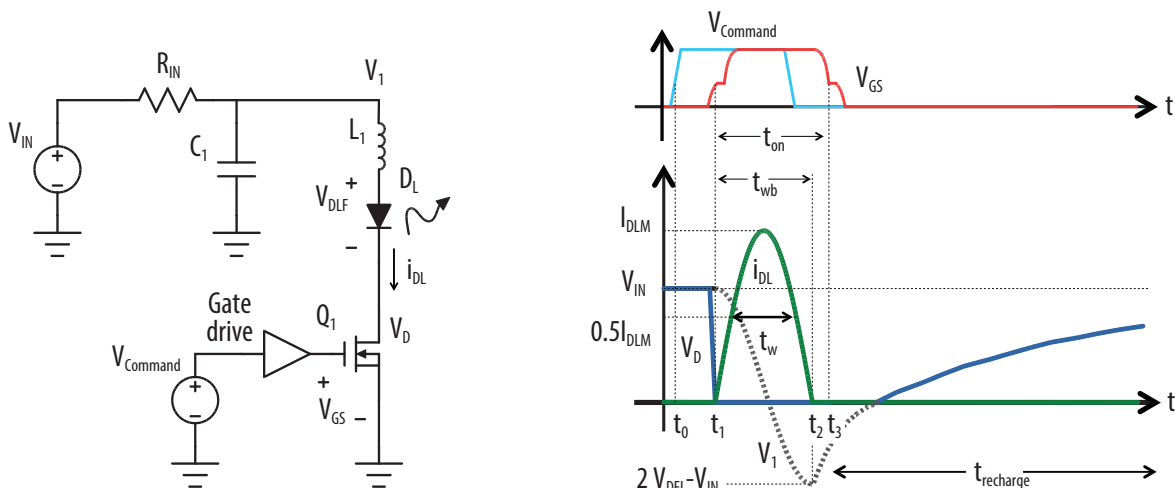 R_IN
V_1
V_IN
+
−
C_1
L_1
+
V_DLF
−
D_L
i_DL
Gate
drive
Q_1
V_D
V_Command
+
−
+
V_GS
−
V_Command
V_GS
t
t_on
t_wb
I_DLM
V_IN
i_DL
0.5I_DLM
V_D
t_w
t
t_0
t_1
t_2
t_3
V_1
2 V_DFL-V_IN
t_recharge